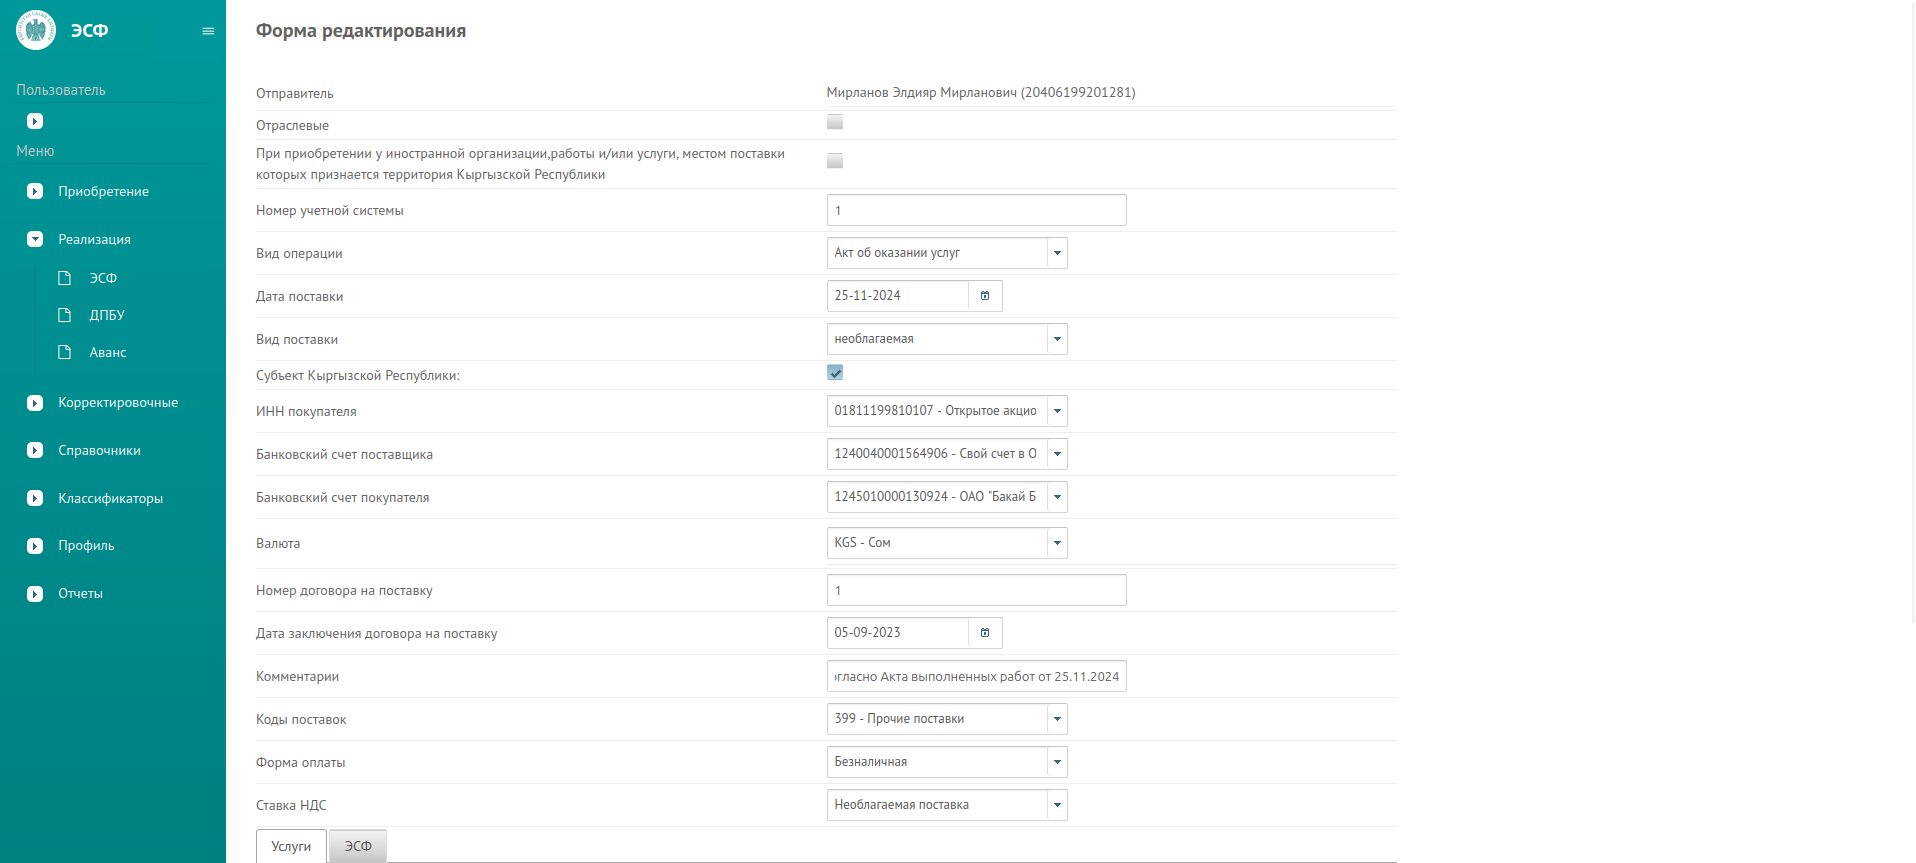 ЭСФ
Пользователь
Меню
Приобретение
Реализация
ЭСФ
ДПБУ
Аванс
Корректировочные
Справочники
Классификаторы
Профиль
Отчеты
Форма редактирования
Отправитель
Мирланов Элдияр Мирланович (20406199201281)
Отраслевые
При приобретении у иностранной организации,работы и/или услуги, местом поставки
которых признается территория Кыргызской Республики
Номер учетной системы
1
Вид операции
Акт об оказании услуг
Дата поставки
25-11-2024
Вид поставки
необлагаемая
Субъект Кыргызской Республики:
ИНН покупателя
01811199810107 - Открытое акцио
Банковский счет поставщика
1240040001564906 - Свой счет в О
Банковский счет покупателя
1245010000130924 - ОАО "Бакай Б
Валюта
KGS - Сом
Номер договора на поставку
1
Дата заключения договора на поставку
05-09-2023
Комментарии
огласно Акта выполненных работ от 25.11.2024
Коды поставок
399 - Прочие поставки
Форма оплаты
Безналичная
Ставка НДС
Необлагаемая поставка
Услуги ЭСФ